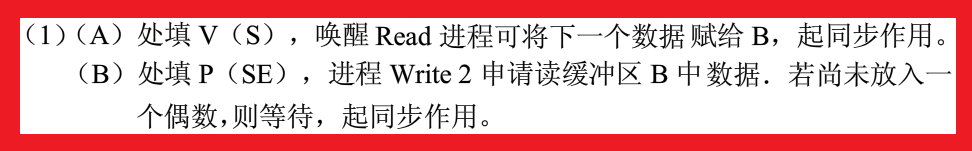 （1）（A）处填 V（S），唤醒 Read 进程可将下一个数据赋给 B，起同步作用。
（B）处填 P（SE），进程 Write 2 申请读缓冲区 B 中数据．若尚未放入一
个偶数,则等待，起同步作用。